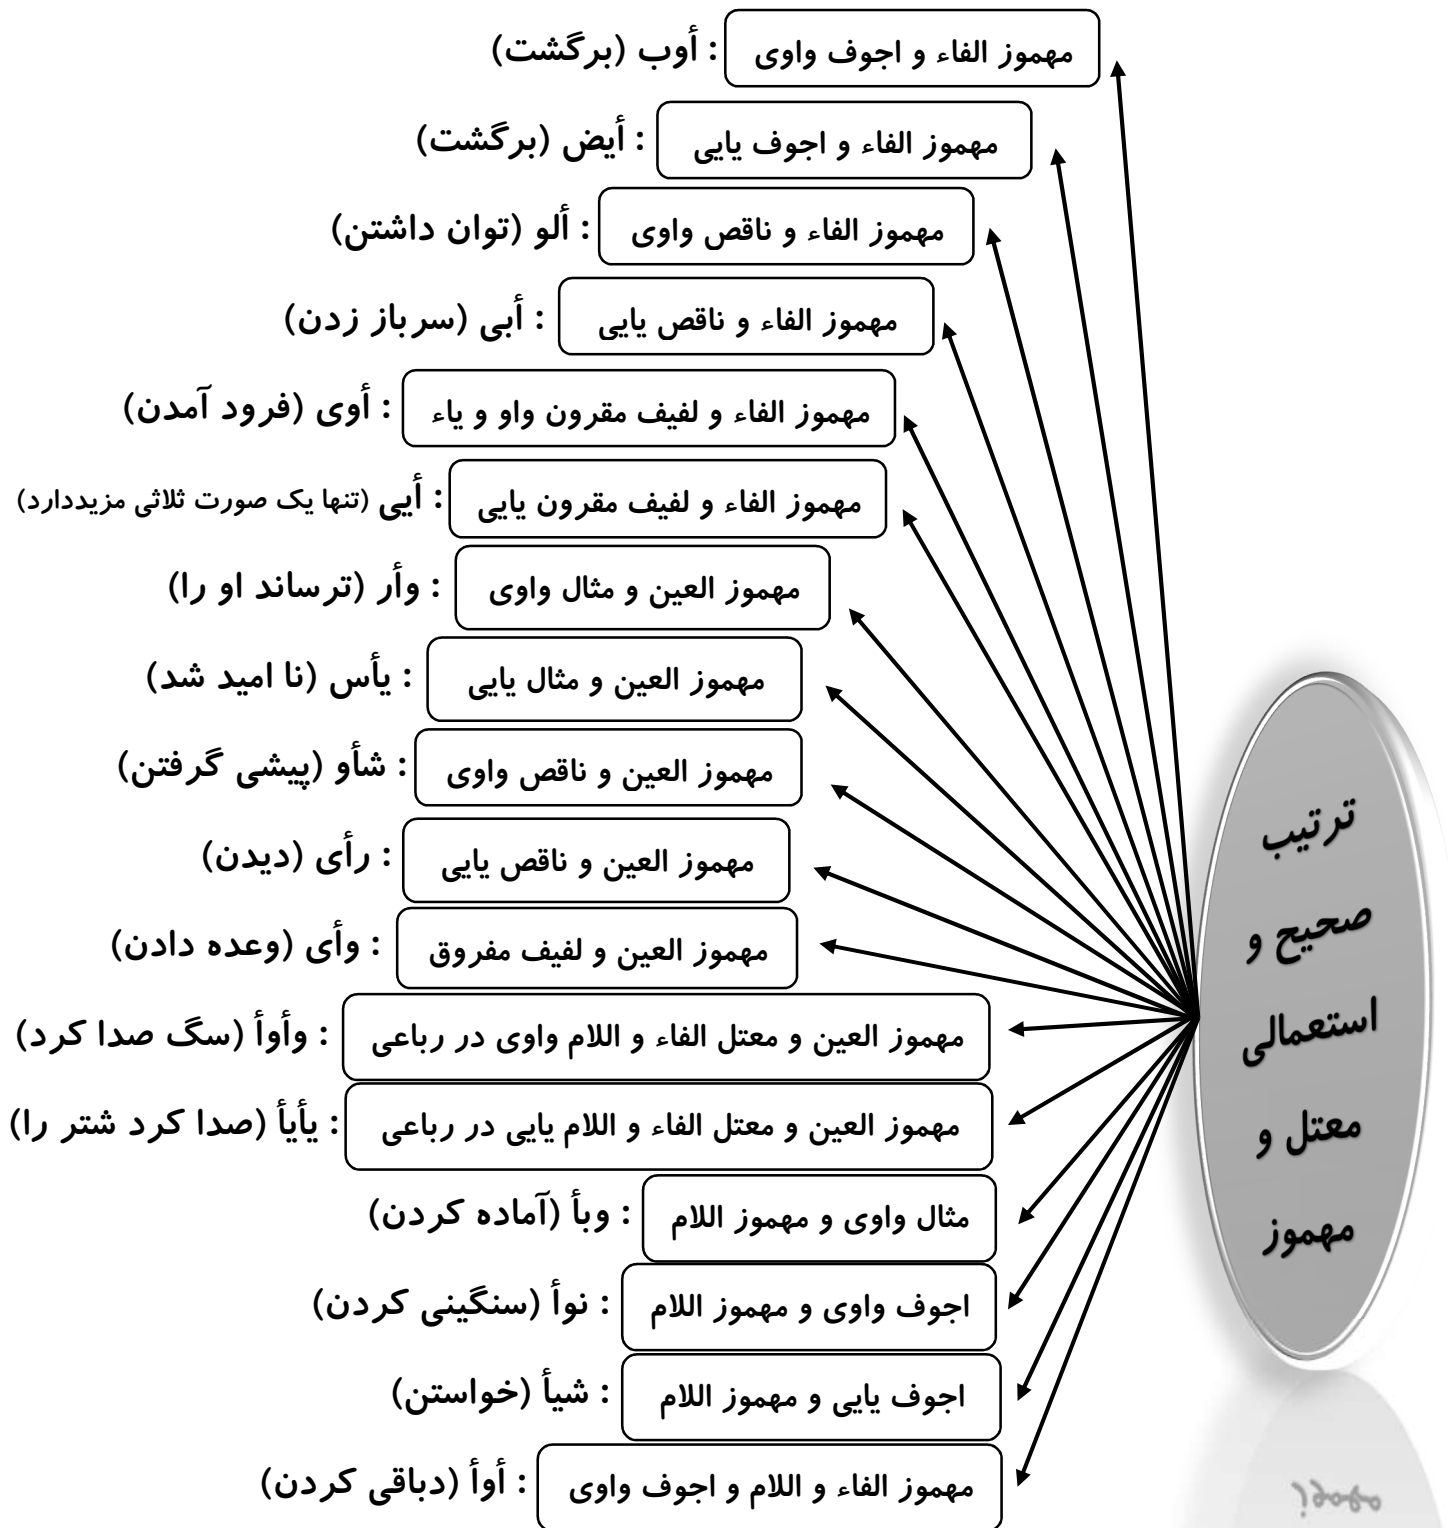 ترتیب
صحیح و
استعمالی
معتل و
مهموز
مهموز الفاء و اجوف واوی : أوب (برگشت)
مهموز الفاء و اجوف یایی : أیض (برگشت)
مهموز الفاء و ناقص واوی : ألو (توان داشتن)
مهموز الفاء و ناقص یایی : أبی (سر باز زدن)
مهموز الفاء و لفیف مقرون واو و یاء : أوی (فرود آمدن)
مهموز الفاء و لفیف مقرون یایی : أیی (تنها یک صورت ثلاثی مزیددارد)
مهموز العین و مثال واوی : وأر (ترساند او را)
مهموز العین و مثال یایی : یأس (نا امید شد)
مهموز العین و ناقص واوی : شأو (پیشی گرفتن)
مهموز العین و ناقص یایی : رأی (دیدن)
مهموز العین و لفیف مفروق : وأی (وعده دادن)
مهموز العین و معتل الفاء و اللام واوی در رباعی : وأوأ (سگ صدا کرد)
مهموز العین و معتل الفاء و اللام یایی در رباعی : یأیأ (صدا کرد شتر را)
مثال واوی و مهموز اللام : وبأ (آماده کردن)
اجوف واوی و مهموز اللام : نوأ (سنگینی کردن)
اجوف یایی و مهموز اللام : شیأ (خواستن)
مهموز الفاء و اللام و اجوف واوی : أوأ (دباقی کردن)